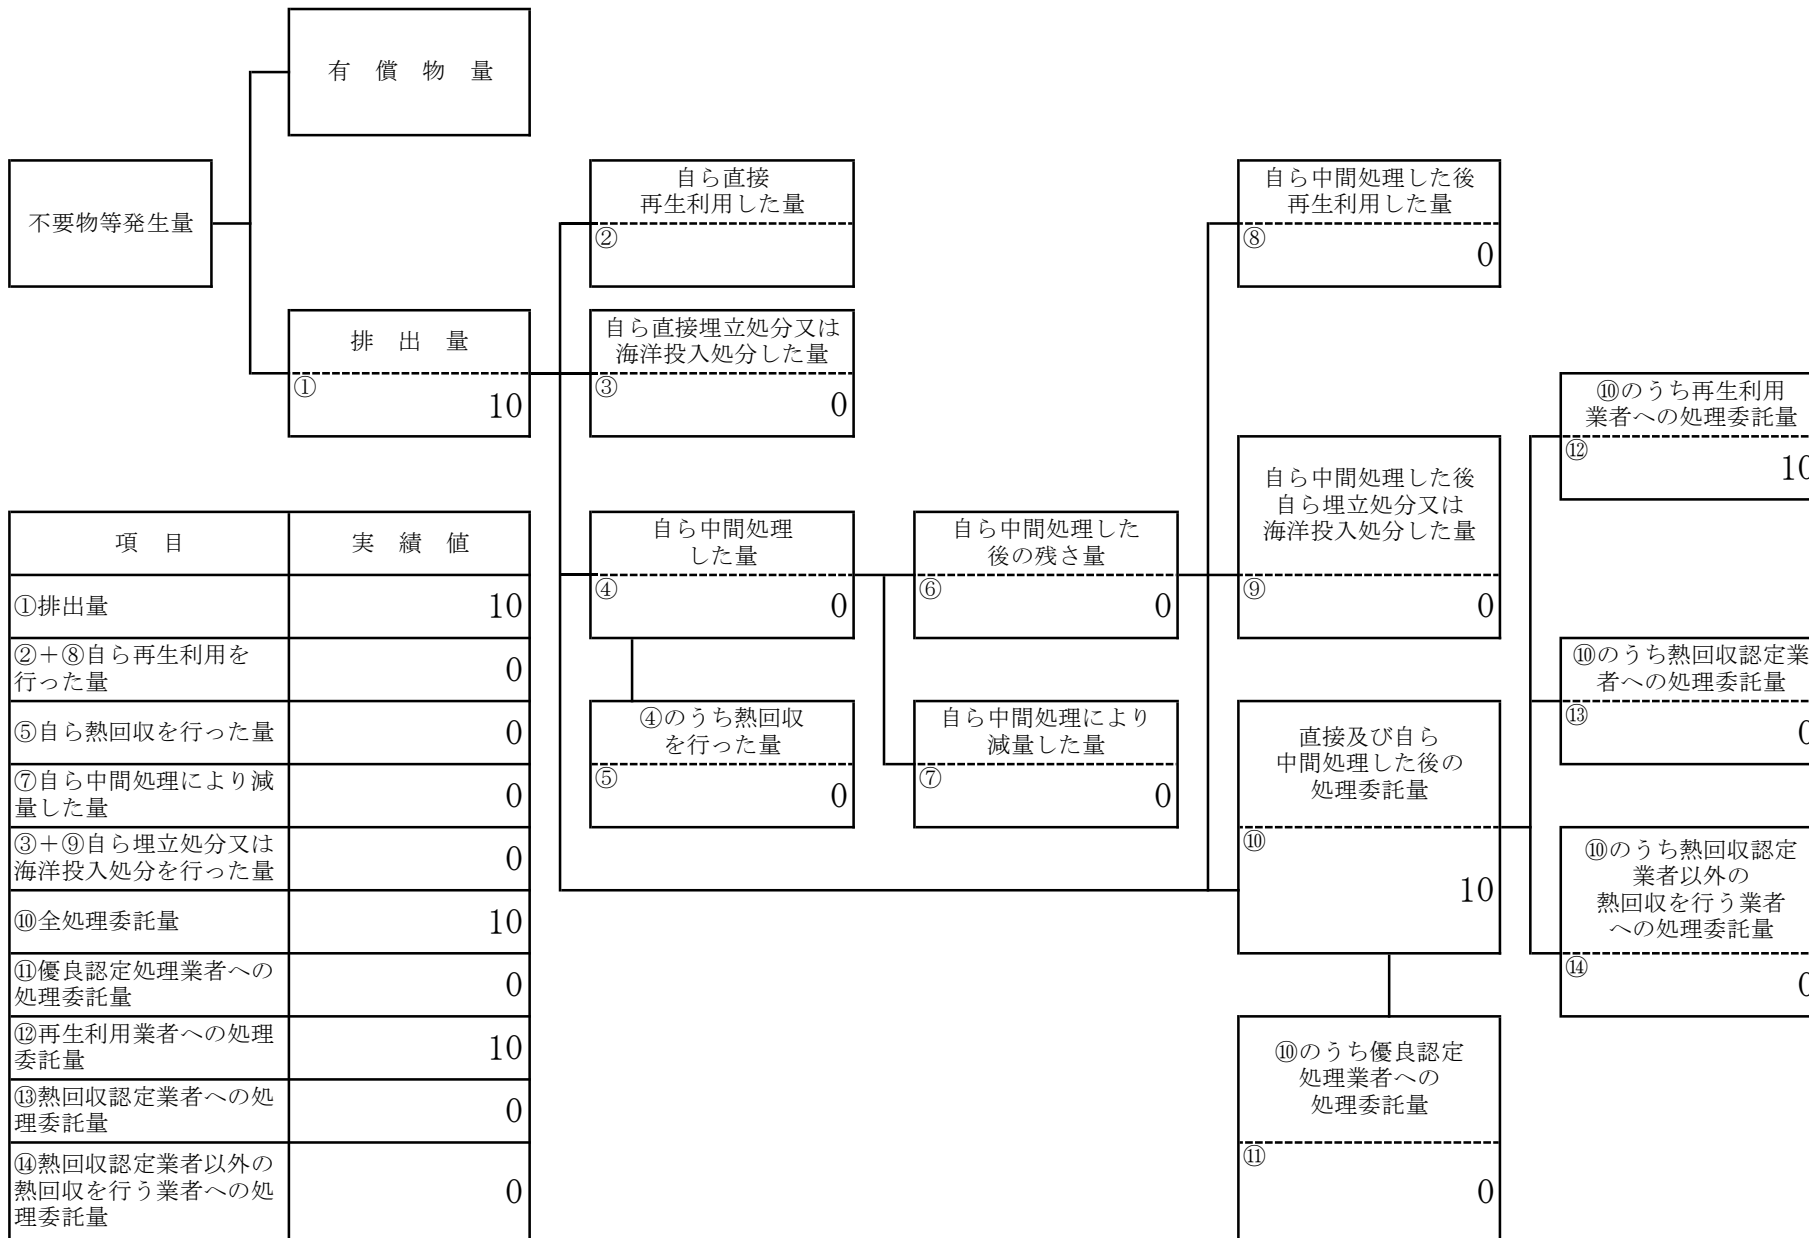 有 償 物 量
不要物等発生量
自ら直接
再生利用した量
②
自ら中間処理した後
再生利用した量
⑧
0
排 出 量
①
10
自ら直接埋立処分又は
海洋投入処分した量
③
0
⑩のうち再生利用
業者への処理委託量
⑫
10
自ら中間処理した後
自ら埋立処分又は
海洋投入処分した量
⑨
0
自ら中間処理
した量
④
0
自ら中間処理した
後の残さ量
⑥
0
⑩のうち熱回収認定業
者への処理委託量
⑬
0
④のうち熱回収
を行った量
⑤
0
自ら中間処理により
減量した量
⑦
0
直接及び自ら
中間処理した後の
処理委託量
⑩
10
⑩のうち熱回収認定
業者以外の
熱回収を行う業者
への処理委託量
⑭
0
⑩のうち優良認定
処理業者への
処理委託量
⑪
0
項 目 実 績 値
①排出量 10
②+⑧自ら再生利用を
行った量 0
⑤自ら熱回収を行った量 0
⑦自ら中間処理により減
量した量 0
③+⑨自ら埋立処分又は
海洋投入処分を行った量 0
⑩全処理委託量 10
⑪優良認定処理業者への
処理委託量 0
⑫再生利用業者への処理
委託量 10
⑬熱回収認定業者への処
理委託量 0
⑭熱回収認定業者以外の
熱回収を行う業者への処
理委託量 0